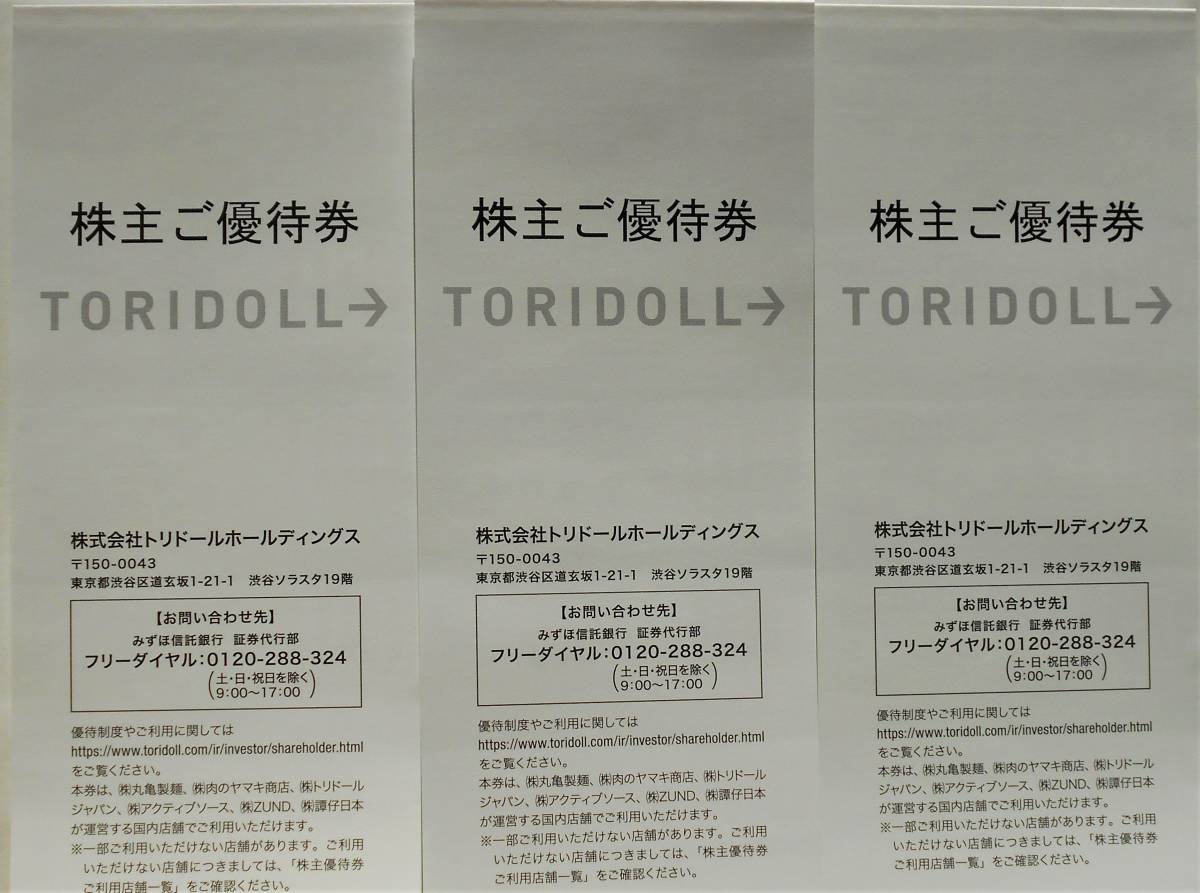 株主ご優待券
TORIDOLL→
株式会社トリドールホールディングス
〒150-0043
東京都渋谷区道玄坂1-21-1 渋谷ソラスタ19階
【お問い合わせ先】
みずほ信託銀行 証券代行部
フリーダイヤル：0120-288-324
(土・日・祝日を除く
9:00〜17:00)
優待制度やご利用に関しては
https://www.toridoll.com/ir/investor/shareholder.html
をご覧ください。
本券は、㈱丸亀製麺、㈱肉のヤマキ商店、㈱トリドール
ジャパン、㈱アクティブソース、㈱ZUND、㈱譚仔日本
が運営する国内店舗でご利用いただけます。
※一部ご利用いただけない店舗があります。ご利用
いただけない店舗につきましては、「株主優待券
ご利用店舗一覧」をご確認ください。
株主ご優待券
TORIDOLL→
株式会社トリドールホールディングス
〒150-0043
東京都渋谷区道玄坂1-21-1 渋谷ソラスタ19階
【お問い合わせ先】
みずほ信託銀行 証券代行部
フリーダイヤル：0120-288-324
(土・日・祝日を除く
9:00〜17:00)
優待制度やご利用に関しては
https://www.toridoll.com/ir/investor/shareholder.html
をご覧ください。
本券は、㈱丸亀製麺、㈱肉のヤマキ商店、㈱トリドール
ジャパン、㈱アクティブソース、㈱ZUND、㈱譚仔日本
が運営する国内店舗でご利用いただけます。
※一部ご利用いただけない店舗があります。ご利用
いただけない店舗につきましては、「株主優待券
ご利用店舗一覧」をご確認ください。
株主ご優待券
TORIDOLL→
株式会社トリドールホールディングス
〒150-0043
東京都渋谷区道玄坂1-21-1 渋谷ソラスタ19階
【お問い合わせ先】
みずほ信託銀行 証券代行部
フリーダイヤル：0120-288-324
(土・日・祝日を除く
9:00〜17:00)
優待制度やご利用に関しては
https://www.toridoll.com/ir/investor/shareholder.html
をご覧ください。
本券は、㈱丸亀製麺、㈱肉のヤマキ商店、㈱トリドール
ジャパン、㈱アクティブソース、㈱ZUND、㈱譚仔日本
が運営する国内店舗でご利用いただけます。
※一部ご利用いただけない店舗があります。ご利用
いただけない店舗につきましては、「株主優待券
ご利用店舗一覧」をご確認ください。